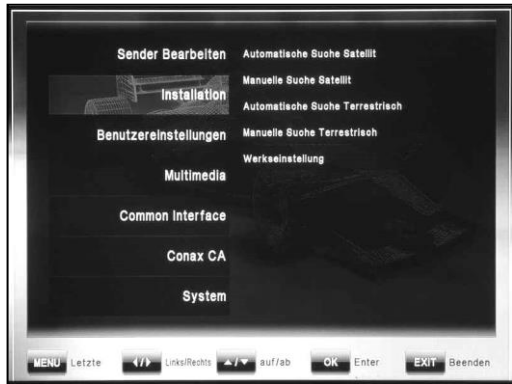 Sender Bearbeiten
Installation
Benutzereinstellungen
Multimedia
Common Interface
Conax CA
System
Automatische Suche Satellit
Manuelle Suche Satellit
Automatische Suche Terrestrisch
Manuelle Suche Terrestrisch
Werkseinstellung
MENU Letzte Links/Rechts auf/ab OK Enter EXIT Beenden